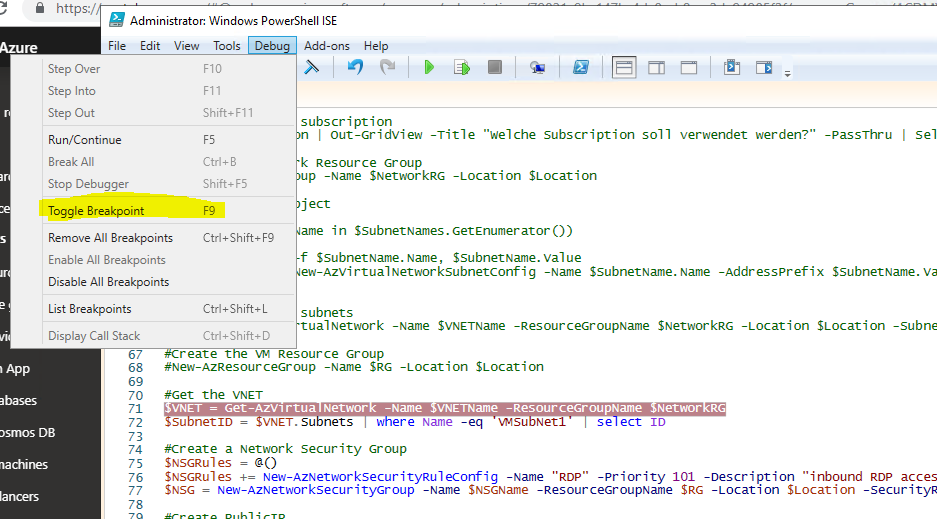 Administrator: Windows PowerShell ISE
Azure
File Edit View Tools Debug Add-ons Help
Step Over F10
Step Into F11
Step Out Shift+F11
Run/Continue F5
Break All Ctrl+B
Stop Debugger Shift+F5
Toggle Breakpoint F9
Remove All Breakpoints Ctrl+Shift+F9
Enable All Breakpoints
Disable All Breakpoints
List Breakpoints Ctrl+Shift+L
Display Call Stack Ctrl+Shift+D
subscription
on | Out-GridView -Title "Welche Subscription soll verwendet werden?" -PassThru | Sel
rk Resource Group
oup -Name $NetworkRG -Location $Location
bject
Name in $SubnetNames.GetEnumerator())
-f $SubnetName.Name, $SubnetName.Value
New-AzVirtualNetworkSubnetConfig -Name $SubnetName.Name -AddressPrefix $SubnetName.Va
subnets
rtualNetwork -Name $VNETName -ResourceGroupName $NetworkRG -Location $Location -Subne
67 #Create the VM Resource Group
68 #New-AzResourceGroup -Name $RG -Location $Location
69
70 #Get the VNET
71 $VNET = Get-AzVirtualNetwork -Name $VNETName -ResourceGroupName $NetworkRG
72 $SubnetID = $VNET.Subnets | where Name -eq 'VMSubNet1' | select ID
73
74 #Create a Network Security Group
75 $NSGRules = @()
76 $NSGRules += New-AzNetworkSecurityRuleConfig -Name "RDP" -Priority 101 -Description "inbound RDP acces
77 $NSG = New-AzNetworkSecurityGroup -Name $NSGName -ResourceGroupName $RG -Location $Location -SecurityR
78
79 #Create PublicIP
n App
abases
osmos DB
machines
lancers